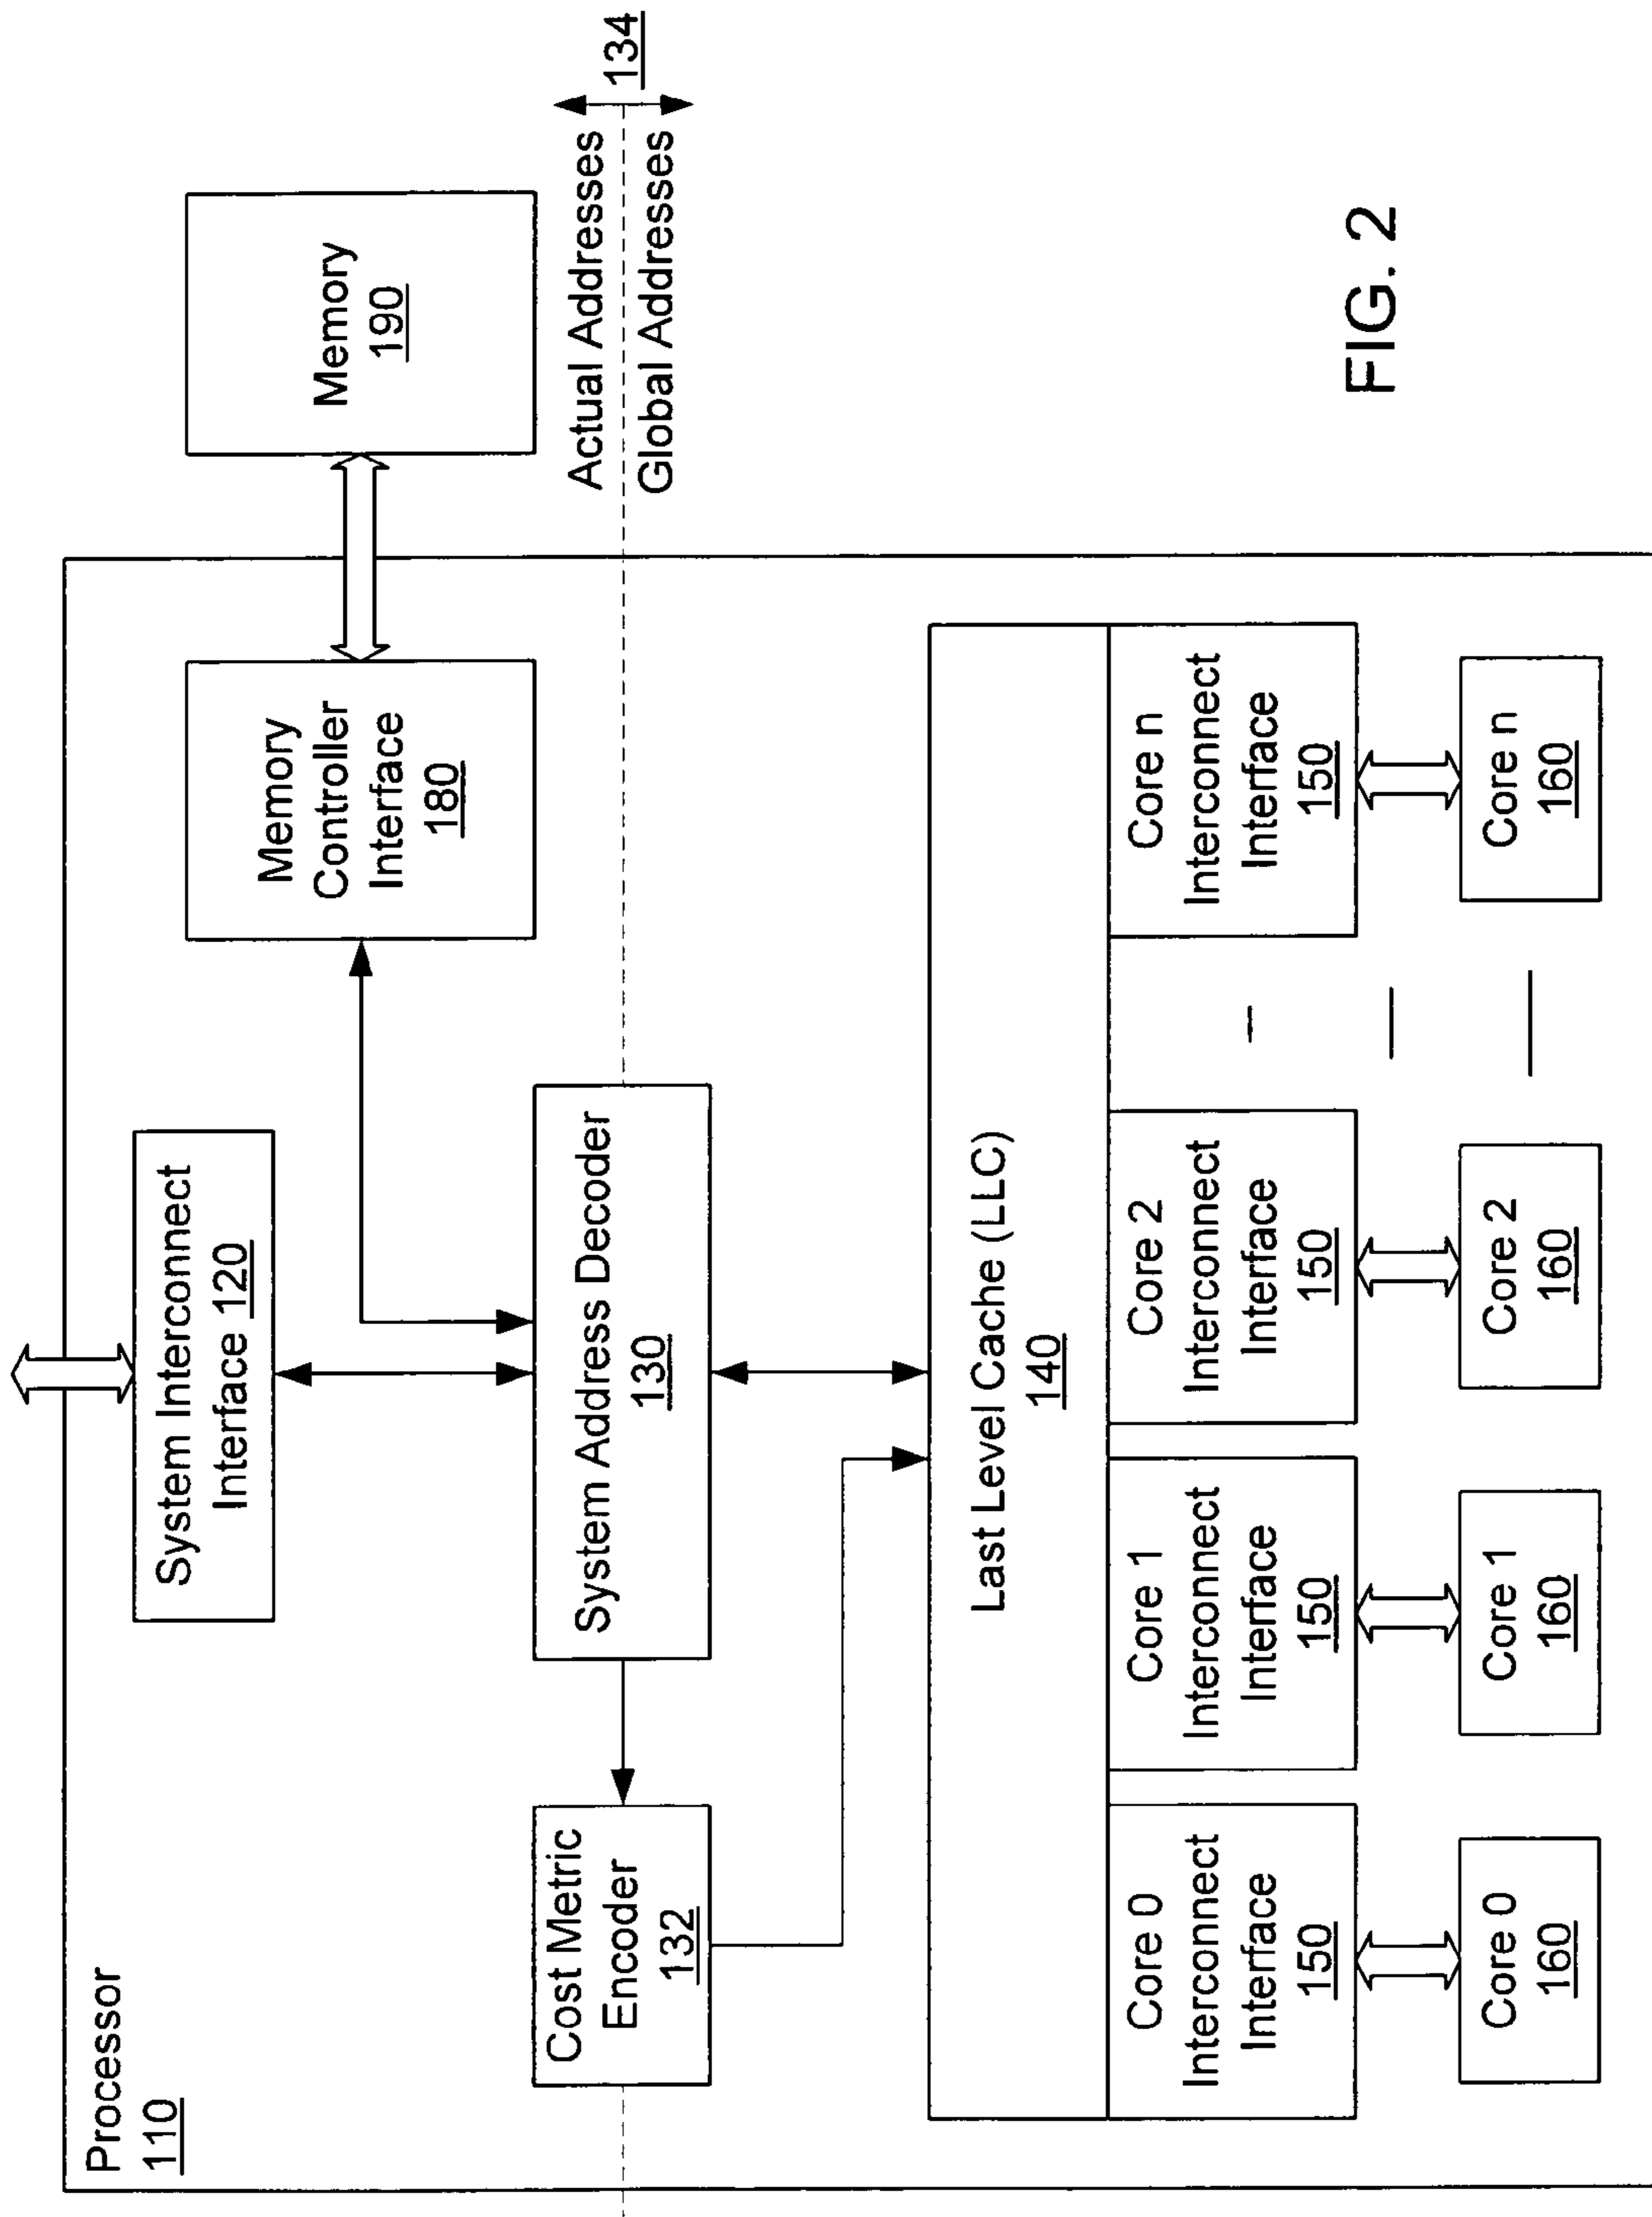 Processor
110
System Interconnect
Interface 120
Memory
Controller
Interface
180
Memory
190
Cost Metric
Encoder
132
System Address Decoder
130
Actual Addresses
Global Addresses
134
Last Level Cache (LLC)
140
Core 0
Interconnect
Interface
150
Core 1
Interconnect
Interface
150
Core 2
Interconnect
Interface
150
Core n
Interconnect
Interface
150
Core 0
160
Core 1
160
Core 2
160
Core n
160
FIG. 2